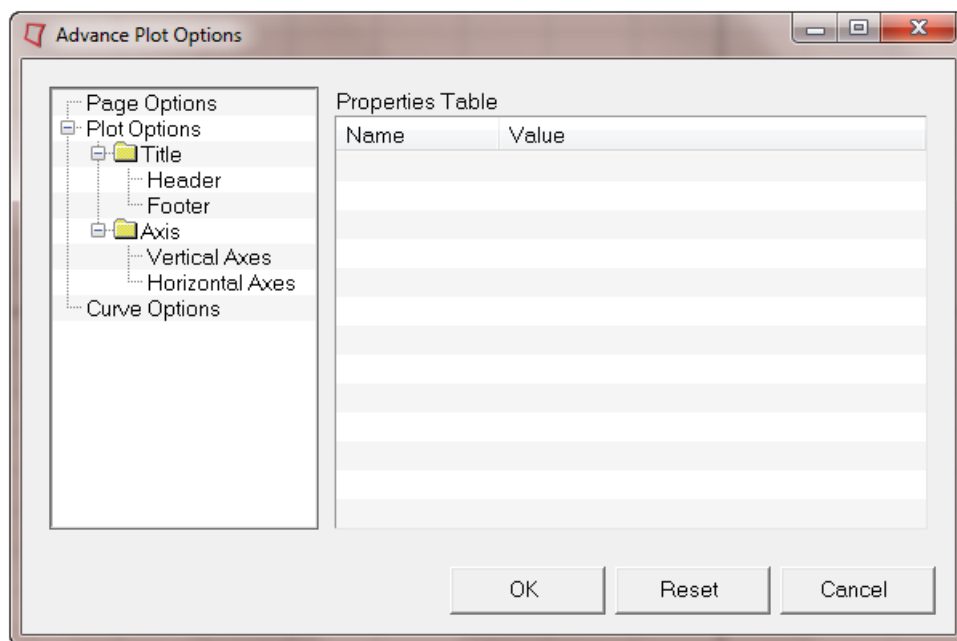 Advance Plot Options
Page Options
Plot Options
Title
Header
Footer
Axis
Vertical Axes
Horizontal Axes
Curve Options
Properties Table
Name Value
OK Reset Cancel